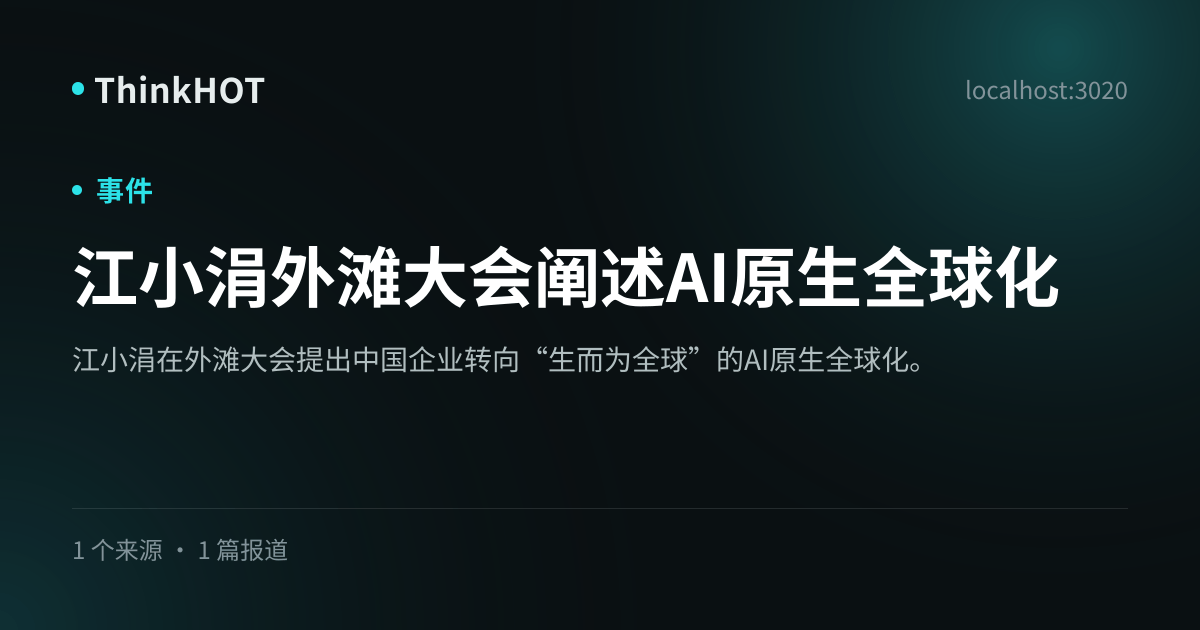 ThinkHOT
localhost:3020
事件
江小涓外滩大会阐述AI原生全球化
江小涓在外滩大会提出中国企业转向“生而为全球”的AI原生全球化。
1 个来源 · 1 篇报道